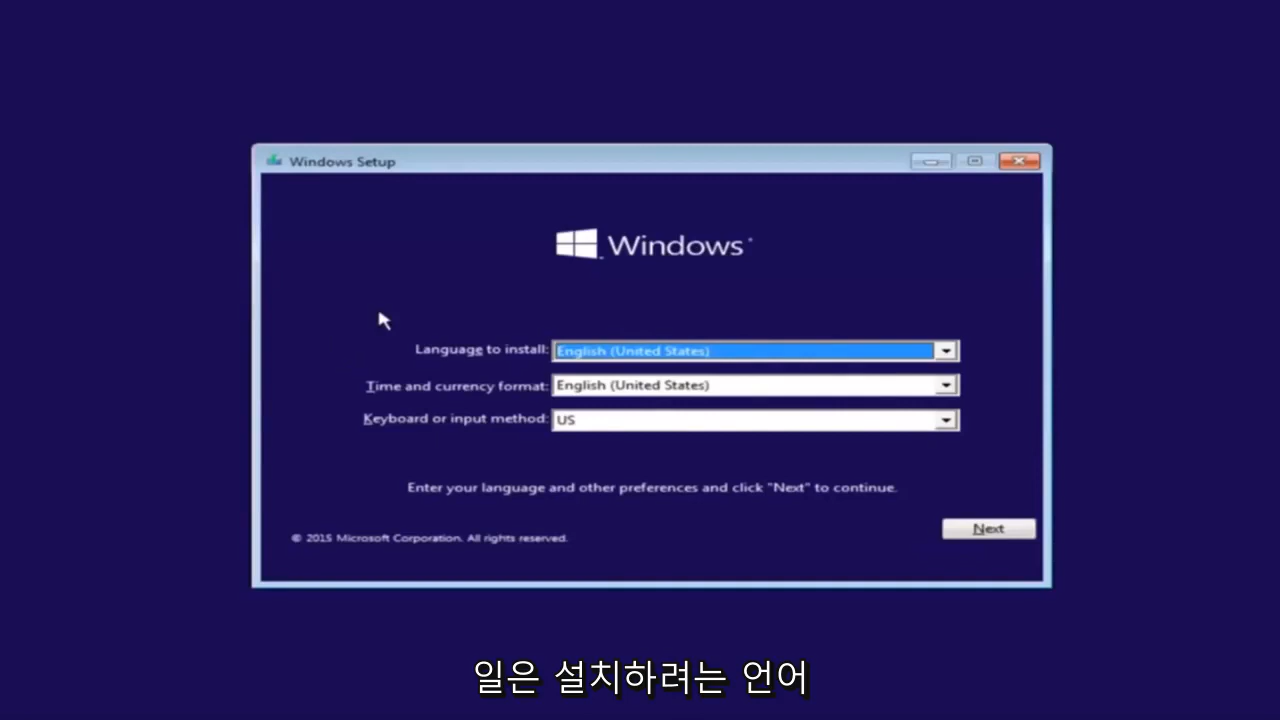 Windows Setup
Windows
Language to install: English (United States)
Time and currency format: English (United States)
Keyboard or input method: US
Enter your language and other preferences and click "Next" to continue.
© 2015 Microsoft Corporation. All rights reserved.
Next
일은 설치하려는 언어